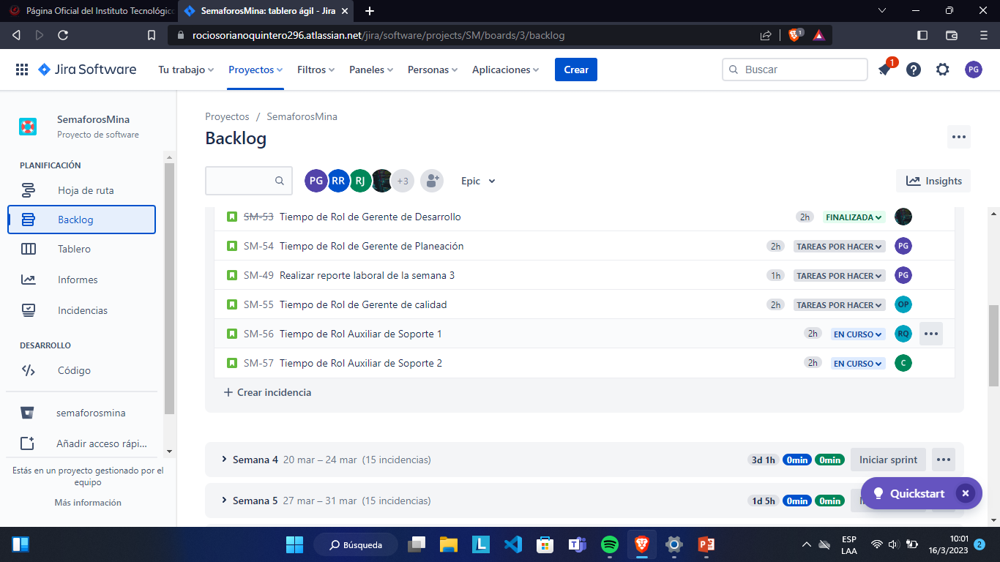 Página Oficial del Instituto Tecnológico
SemaforosMina: tablero ágil - Jira
rociosorianoquintero296.atlassian.net/jira/software/projects/SM/boards/3/backlog
1
Jira Software
Tu trabajo
Proyectos
Filtros
Paneles
Personas
Aplicaciones
Crear
Buscar
1
PG
SemaforosMina
Proyecto de software
PLANIFICACIÓN
Hoja de ruta
Backlog
Tablero
Informes
Incidencias
DESARROLLO
Código
semaforosmina
Añadir acceso rápi...
Estás en un proyecto gestionado por el
equipo
Más información
Proyectos / SemaforosMina
Backlog
PG RR RJ +3
Epic
Insights
SM-53 Tiempo de Rol de Gerente de Desarrollo 2h FINALIZADA
SM-54 Tiempo de Rol de Gerente de Planeación 2h TAREAS POR HACER PG
SM-49 Realizar reporte laboral de la semana 3 1h TAREAS POR HACER PG
SM-55 Tiempo de Rol de Gerente de calidad 2h TAREAS POR HACER OP
SM-56 Tiempo de Rol Auxiliar de Soporte 1 2h EN CURSO RQ
SM-57 Tiempo de Rol Auxiliar de Soporte 2 2h EN CURSO C
+ Crear incidencia
Semana 4 20 mar – 24 mar (15 incidencias) 3d 1h 0min 0min Iniciar sprint
Semana 5 27 mar – 31 mar (15 incidencias) 1d 5h 0min 0min
Quickstart
Búsqueda
ESP
LAA
10:01
16/3/2023
2